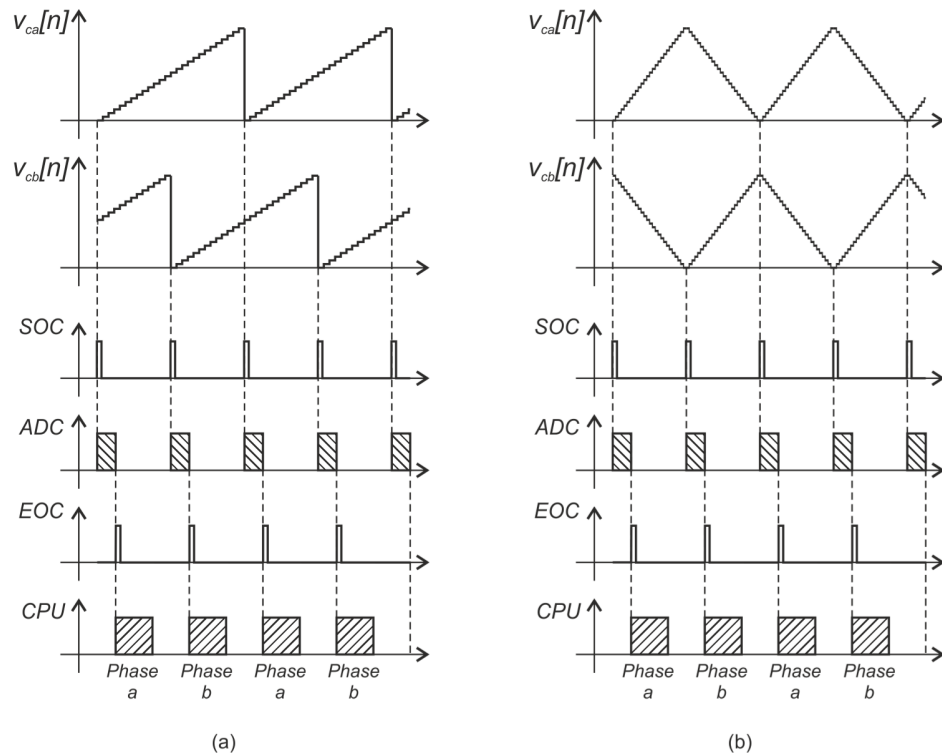 v_ca[n]
v_cb[n]
SOC
ADC
EOC
CPU
Phase a
Phase b
Phase a
Phase b
(a)
v_ca[n]
v_cb[n]
SOC
ADC
EOC
CPU
Phase a
Phase b
Phase a
Phase b
(b)